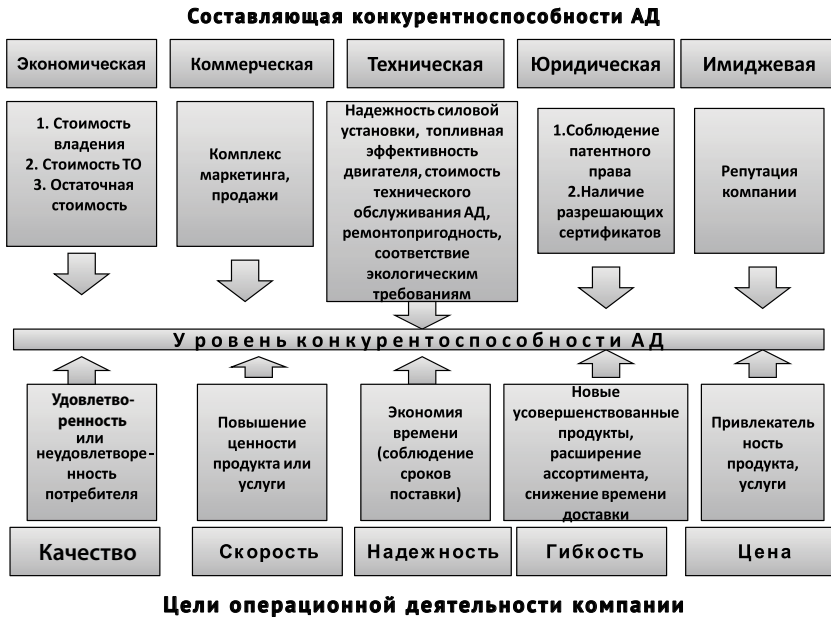 Составляющая конкурентноспособности АД
Экономическая
Коммерческая
Техническая
Юридическая
Имиджевая
1. Стоимость
владения
2. Стоимость ТО
3. Остаточная
стоимость
Комплекс
маркетинга,
продажи
Надежность силовой
установки, топливная
эффективность
двигателя, стоимость
технического
обслуживания АД,
ремонтопригодность,
соответствие
экологическим
требованиям
1.Соблюдение
патентного
права
2.Наличие
разрешающих
сертификатов
Репутация
компании
Уровень конкурентоспособности АД
Удовлетво-
ренность
или
неудовлетворе-
нность
потребителя
Повышение
ценности
продукта или
услуги
Экономия
времени
(соблюдение
сроков
поставки)
Новые
усовершенствованные
продукты,
расширение
ассортимента,
снижение времени
доставки
Привлекатель
ность
продукта,
услуги
Качество
Скорость
Надежность
Гибкость
Цена
Цели операционной деятельности компании